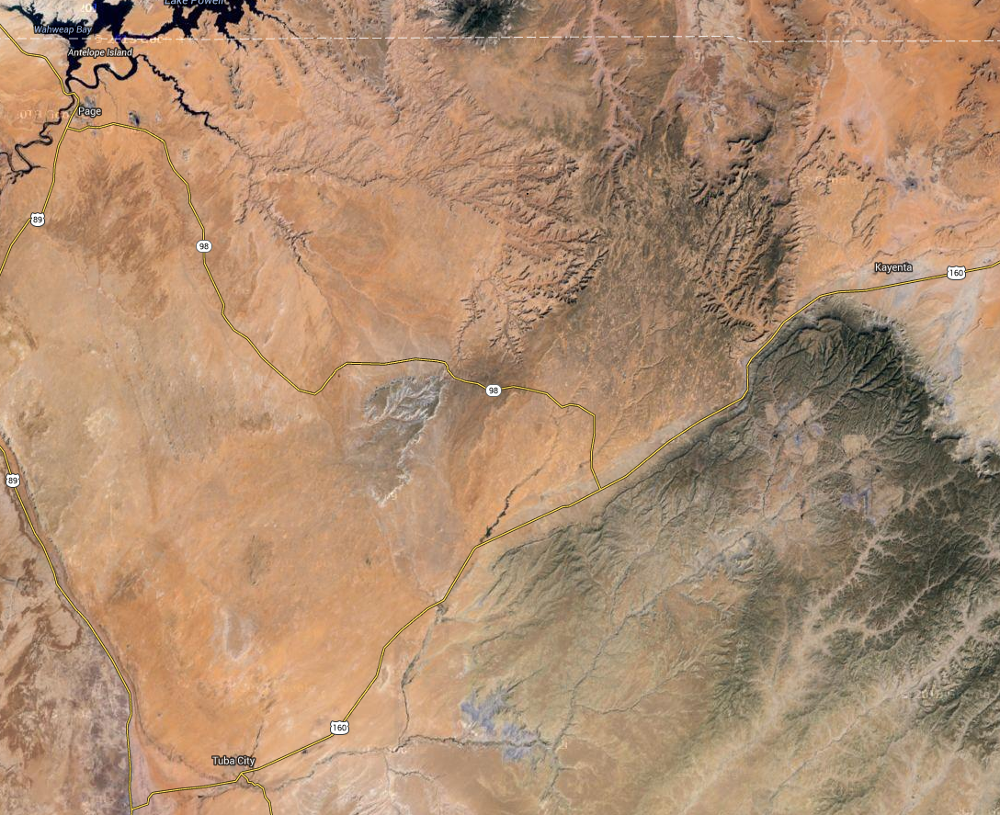 Lake Powell
Wahweap Bay
Antelope Island
Page
89
98
Kayenta
160
98
89
160
Tuba City